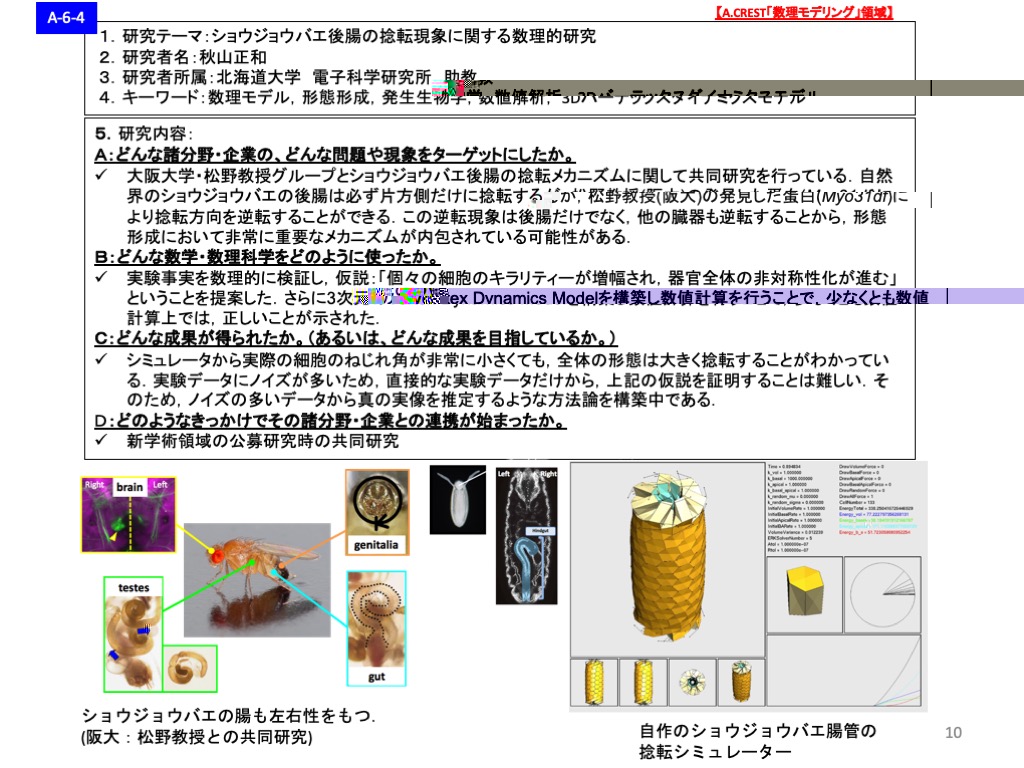 A-6-4
【A.CREST「数理モデリング」領域】
1. 研究テーマ：ショウジョウバエ後腸の捻転現象に関する数理的研究
2. 研究者名：秋山正和
3. 研究者所属：北海道大学 電子科学研究所 助教
4. キーワード：数理モデル，形態形成，発生生物学，数値解析，
5．研究内容：
A：どんな諸分野・企業の、どんな問題や現象をターゲットにしたか。
✓ 大阪大学・松野教授グループとショウジョウバエ後腸の捻転メカニズムに関して共同研究を行っている．自然
界のショウジョウバエの後腸は必ず片方側だけに捻転する 松野教授(阪大)の発見した蛋白
より捻転方向を逆転することができる．この逆転現象は後腸だけでなく，他の臓器も逆転することから，形態
形成において非常に重要なメカニズムが内包されている可能性がある．
B：どんな数学・数理科学をどのように使ったか。
✓ 実験事実を数理的に検証し，仮説：「個々の細胞のキラリティーが増幅され，器官全体の非対称性化が進む」
ということを提案した．さらに3次 Dynamics Modelを構築し数値計算を行うことで，少なくとも数値
計算上では，正しいことが示された．
C：どんな成果が得られたか。（あるいは、どんな成果を目指しているか。）
✓ シミュレータから実際の細胞のねじれ角が非常に小さくても，全体の形態は大きく捻転することがわかってい
る．実験データにノイズが多いため，直接的な実験データだけから，上記の仮説を証明することは難しい．そ
のため，ノイズの多いデータから真の実像を推定するような方法論を構築中である．
D：どのようなきっかけでその諸分野・企業との連携が始まったか。
✓ 新学術領域の公募研究時の共同研究
Right brain Left
genitalia
testes
gut
Left Right
Hindgut
ショウジョウバエの腸も左右性をもつ．
(阪大：松野教授との共同研究)
自作のショウジョウバエ腸管の
捻転シミュレーター
10